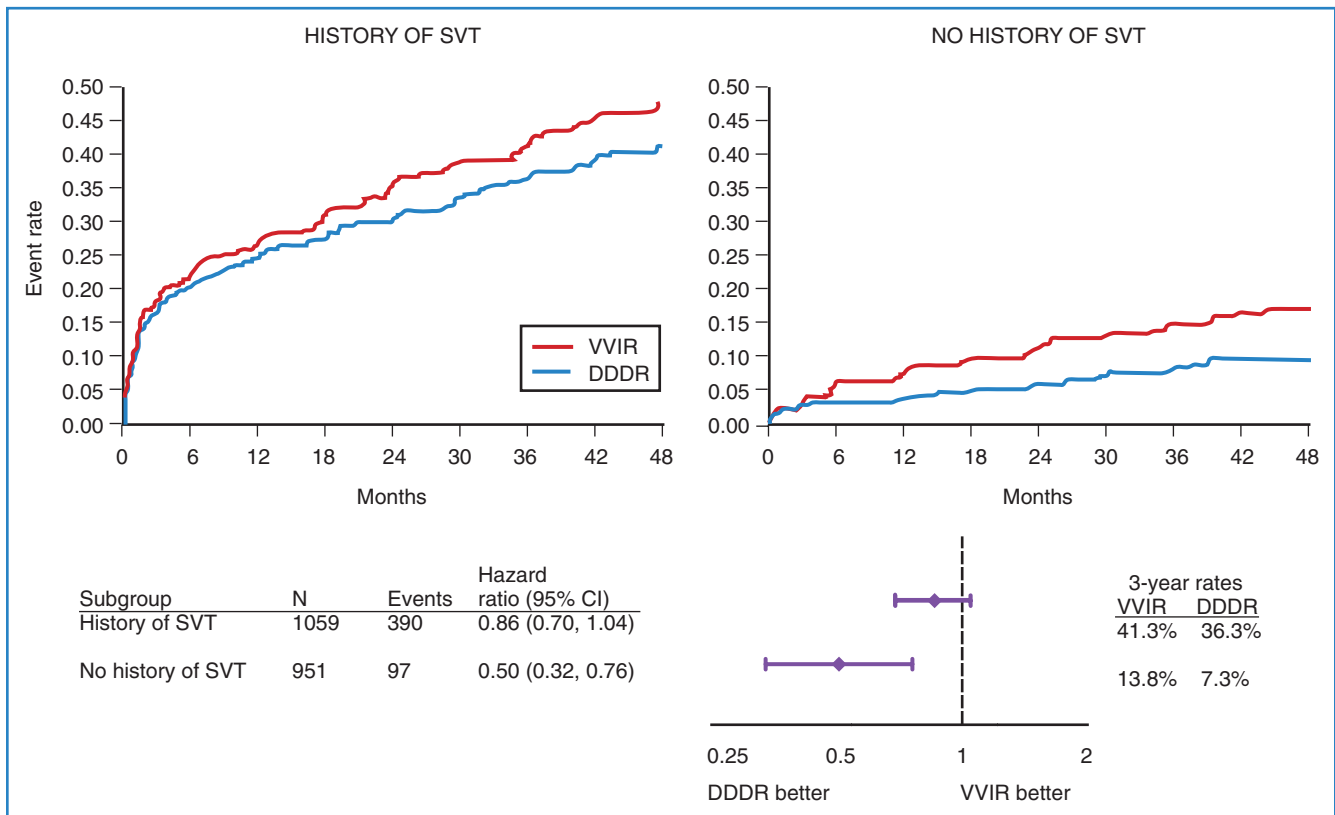 HISTORY OF SVT
0.50
0.45
0.40
0.35
0.30
0.25
0.20
0.15
0.10
0.05
0.00
Event rate
0 6 12 18 24 30 36 42 48
Months
VVIR
DDDR
NO HISTORY OF SVT
0.50
0.45
0.40
0.35
0.30
0.25
0.20
0.15
0.10
0.05
0.00
0 6 12 18 24 30 36 42 48
Months
Hazard
Subgroup N Events ratio (95% CI)
History of SVT 1059 390 0.86 (0.70, 1.04)
No history of SVT 951 97 0.50 (0.32, 0.76)
0.25 0.5 1 2
DDDR better VVIR better
3-year rates
VVIR DDDR
41.3% 36.3%
13.8% 7.3%